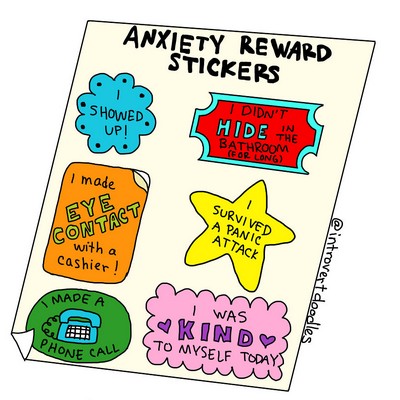 ANXIETY REWARD
STICKERS
I
SHOWED
UP!
I DIDN'T
HIDE IN THE
BATHROOM
(FOR LONG)
I made
EYE
CONTACT
with a
cashier!
I
SURVIVED
A PANIC
ATTACK
I MADE A
PHONE CALL
I WAS
KIND
TO MYSELF TODAY
@introvertdoodles